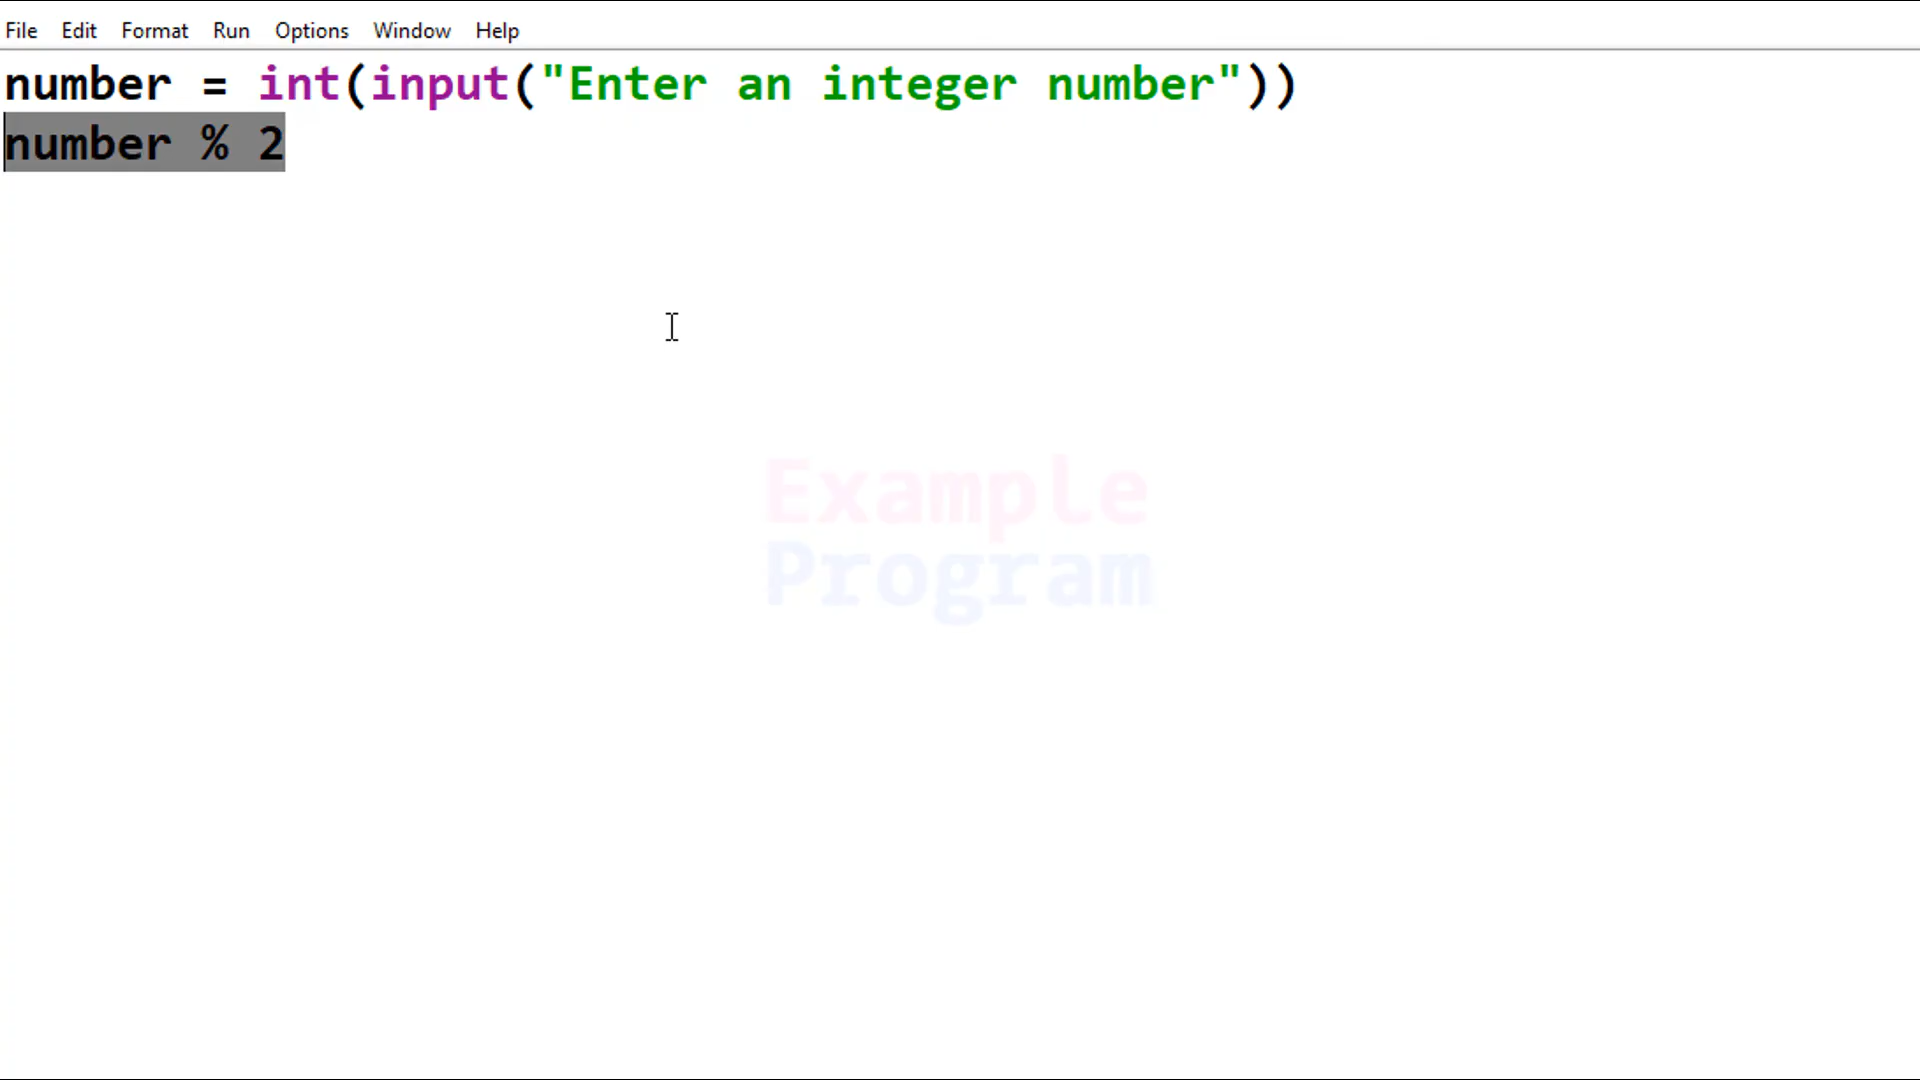 File Edit Format Run Options Window Help
number = int(input("Enter an integer number"))
number % 2
Example
Program